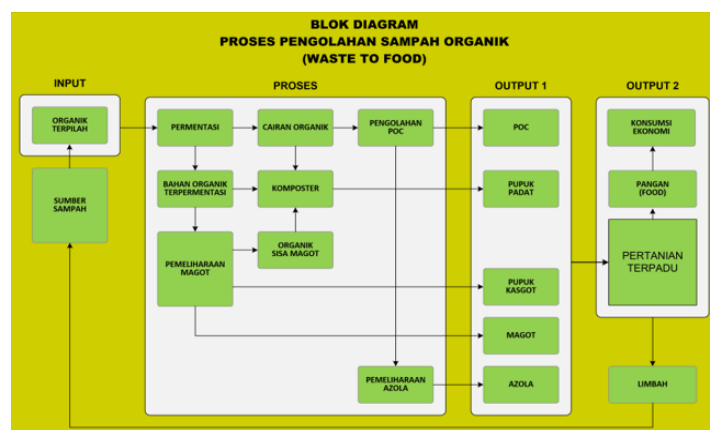 BLOK DIAGRAM
PROSES PENGOLAHAN SAMPAH ORGANIK
(WASTE TO FOOD)
INPUT
PROSES
OUTPUT 1
OUTPUT 2
ORGANIK
TERPILAH
PERMENTASI
CAIRAN ORGANIK
PENGOLAHAN
POC
POC
KONSUMSI
EKONOMI
SUMBER
SAMPAH
BAHAN ORGANIK
TERPERMENTASI
KOMPOSTER
PUPUK
PADAT
PANGAN
(FOOD)
PEMELIHARAAN
MAGOT
ORGANIK
SISA MAGOT
PERTANIAN
TERPADU
PUPUK
KASGOT
MAGOT
PEMELIHARAAN
AZOLA
AZOLA
LIMBAH